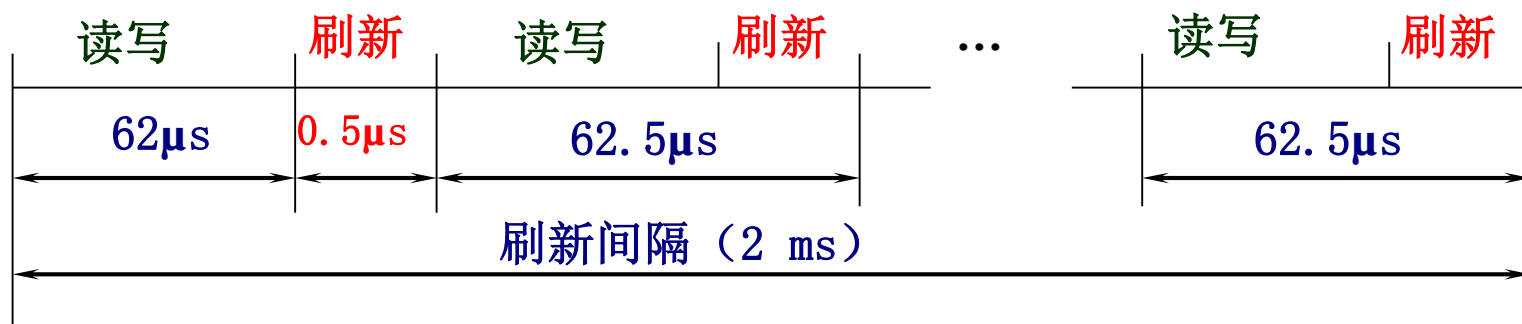 读写 刷新 读写 刷新 … 读写 刷新
62μs 0.5μs 62.5μs 62.5μs
刷新间隔（2 ms）